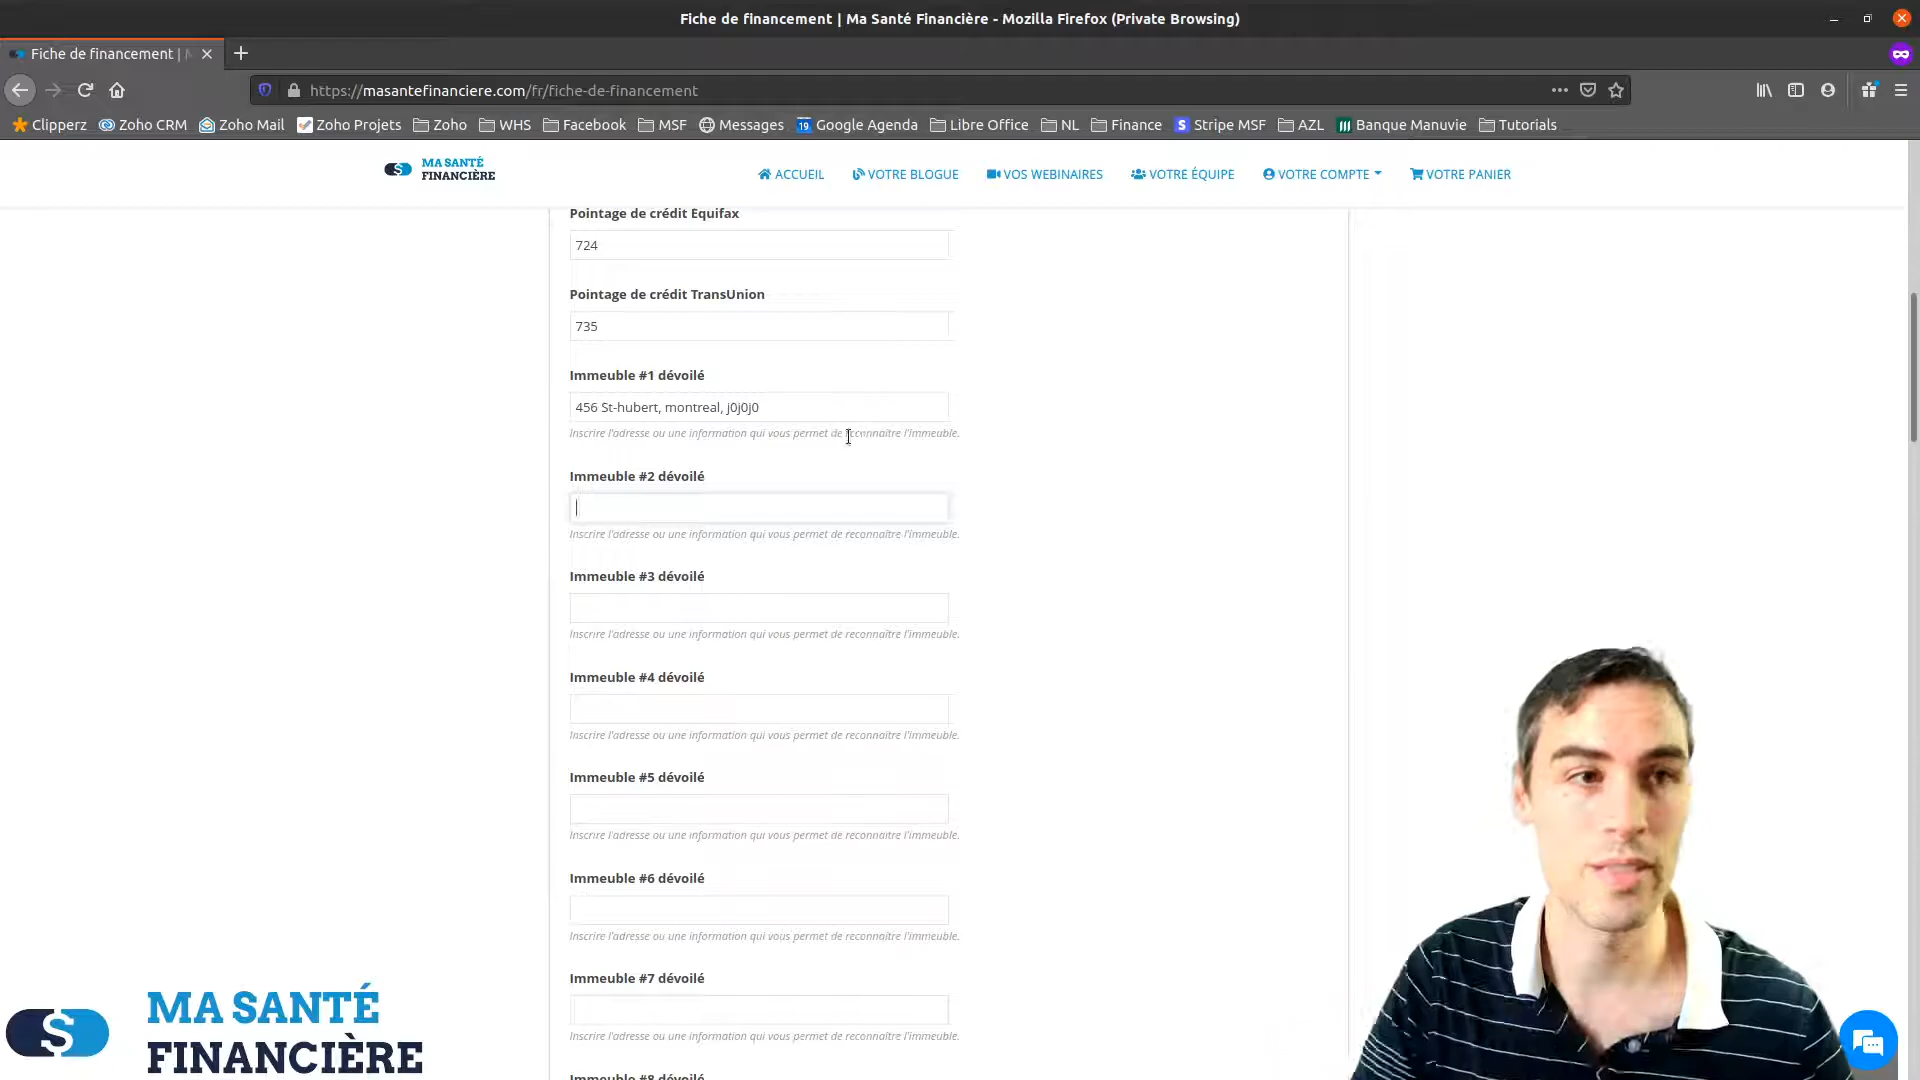 Fiche de financement | Ma Santé Financière - Mozilla Firefox (Private Browsing)
Fiche de financement |
https://masantefinanciere.com/fr/fiche-de-financement
Clipperz Zoho CRM Zoho Mail Zoho Projets Zoho WHS Facebook MSF Messages 19 Google Agenda Libre Office NL Finance S Stripe MSF AZL Banque Manuvie Tutorials
MA SANTÉ
FINANCIÈRE
ACCUEIL VOTRE BLOGUE VOS WEBINAIRES VOTRE ÉQUIPE VOTRE COMPTE VOTRE PANIER
Pointage de crédit Equifax
724
Pointage de crédit TransUnion
735
Immeuble #1 dévoilé
456 St-hubert, montreal, j0j0j0
Inscrire l'adresse ou une information qui vous permet de reconnaître l'immeuble.
Immeuble #2 dévoilé
Inscrire l'adresse ou une information qui vous permet de reconnaître l'immeuble.
Immeuble #3 dévoilé
Inscrire l'adresse ou une information qui vous permet de reconnaître l'immeuble.
Immeuble #4 dévoilé
Inscrire l'adresse ou une information qui vous permet de reconnaître l'immeuble.
Immeuble #5 dévoilé
Inscrire l'adresse ou une information qui vous permet de reconnaître l'immeuble.
Immeuble #6 dévoilé
Inscrire l'adresse ou une information qui vous permet de reconnaître l'immeuble.
Immeuble #7 dévoilé
Inscrire l'adresse ou une information qui vous permet de reconnaître l'immeuble.
Immeuble #8 dévoilé
S MA SANTÉ
FINANCIÈRE